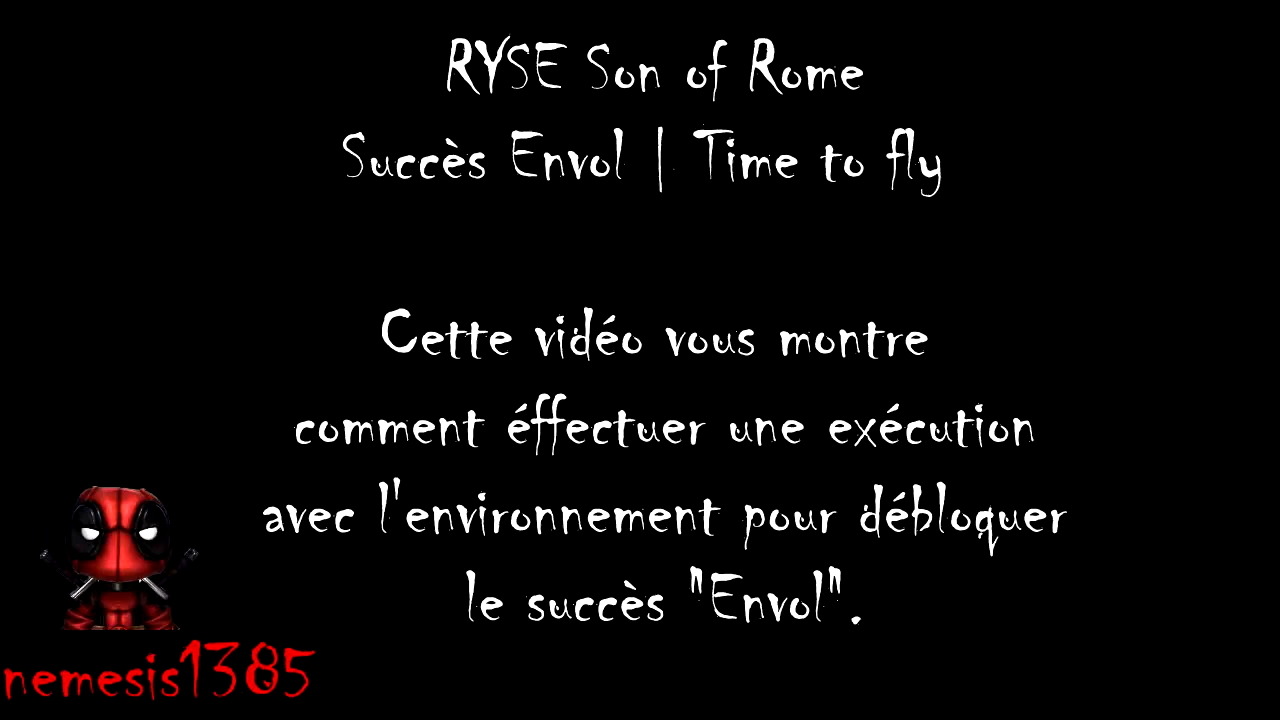 RYSE Son of Rome
Succès Envol | Time to fly
Cette vidéo vous montre
comment éffectuer une exécution
avec l'environnement pour débloquer
le succès "Envol".
nemesis1385